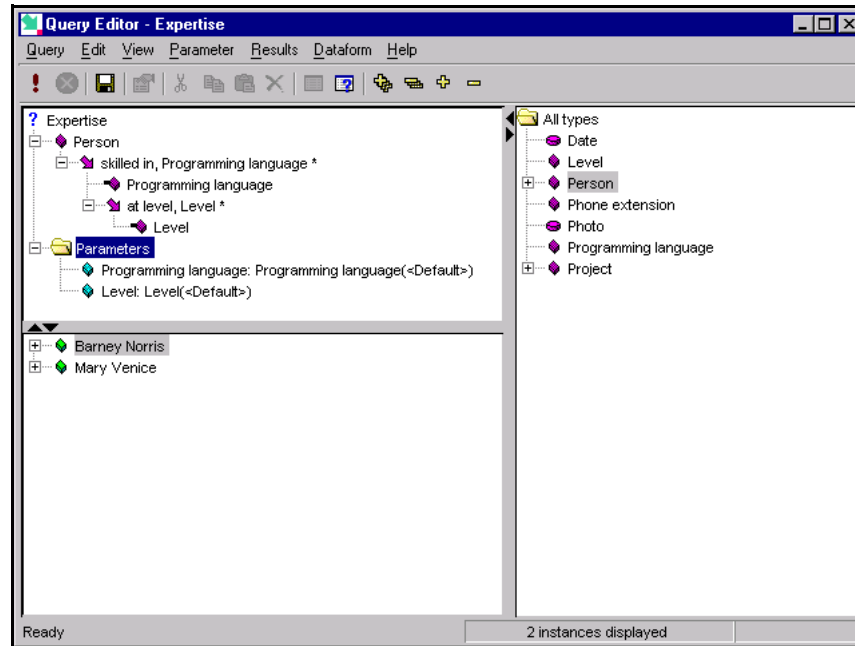 Query Editor - Expertise
Query Edit View Parameter Results Dataform Help
? Expertise
Person
skilled in, Programming language *
Programming language
at level, Level *
Level
Parameters
Programming language: Programming language(<Default>)
Level: Level(<Default>)
Barney Norris
Mary Venice
All types
Date
Level
Person
Phone extension
Photo
Programming language
Project
Ready
2 instances displayed